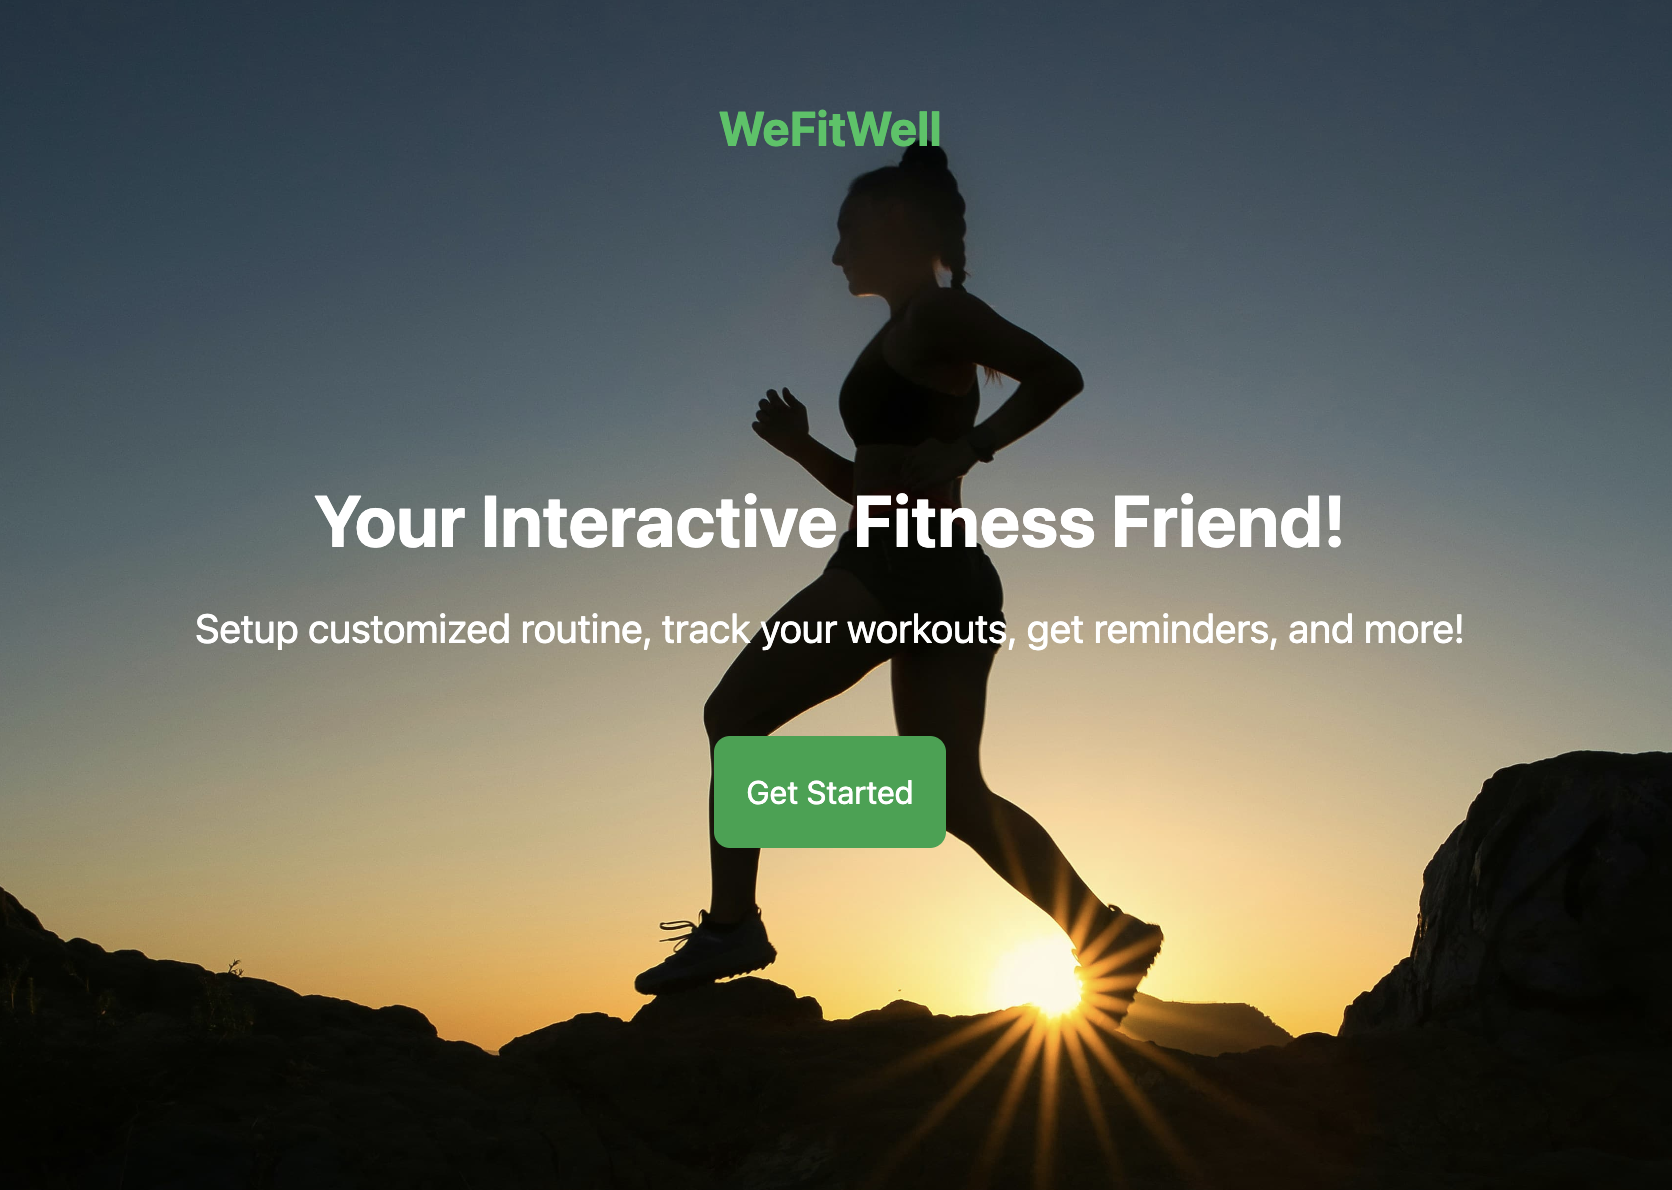 WeFitWell
Your Interactive Fitness Friend!
Setup customized routine, track your workouts, get reminders, and more!
Get Started